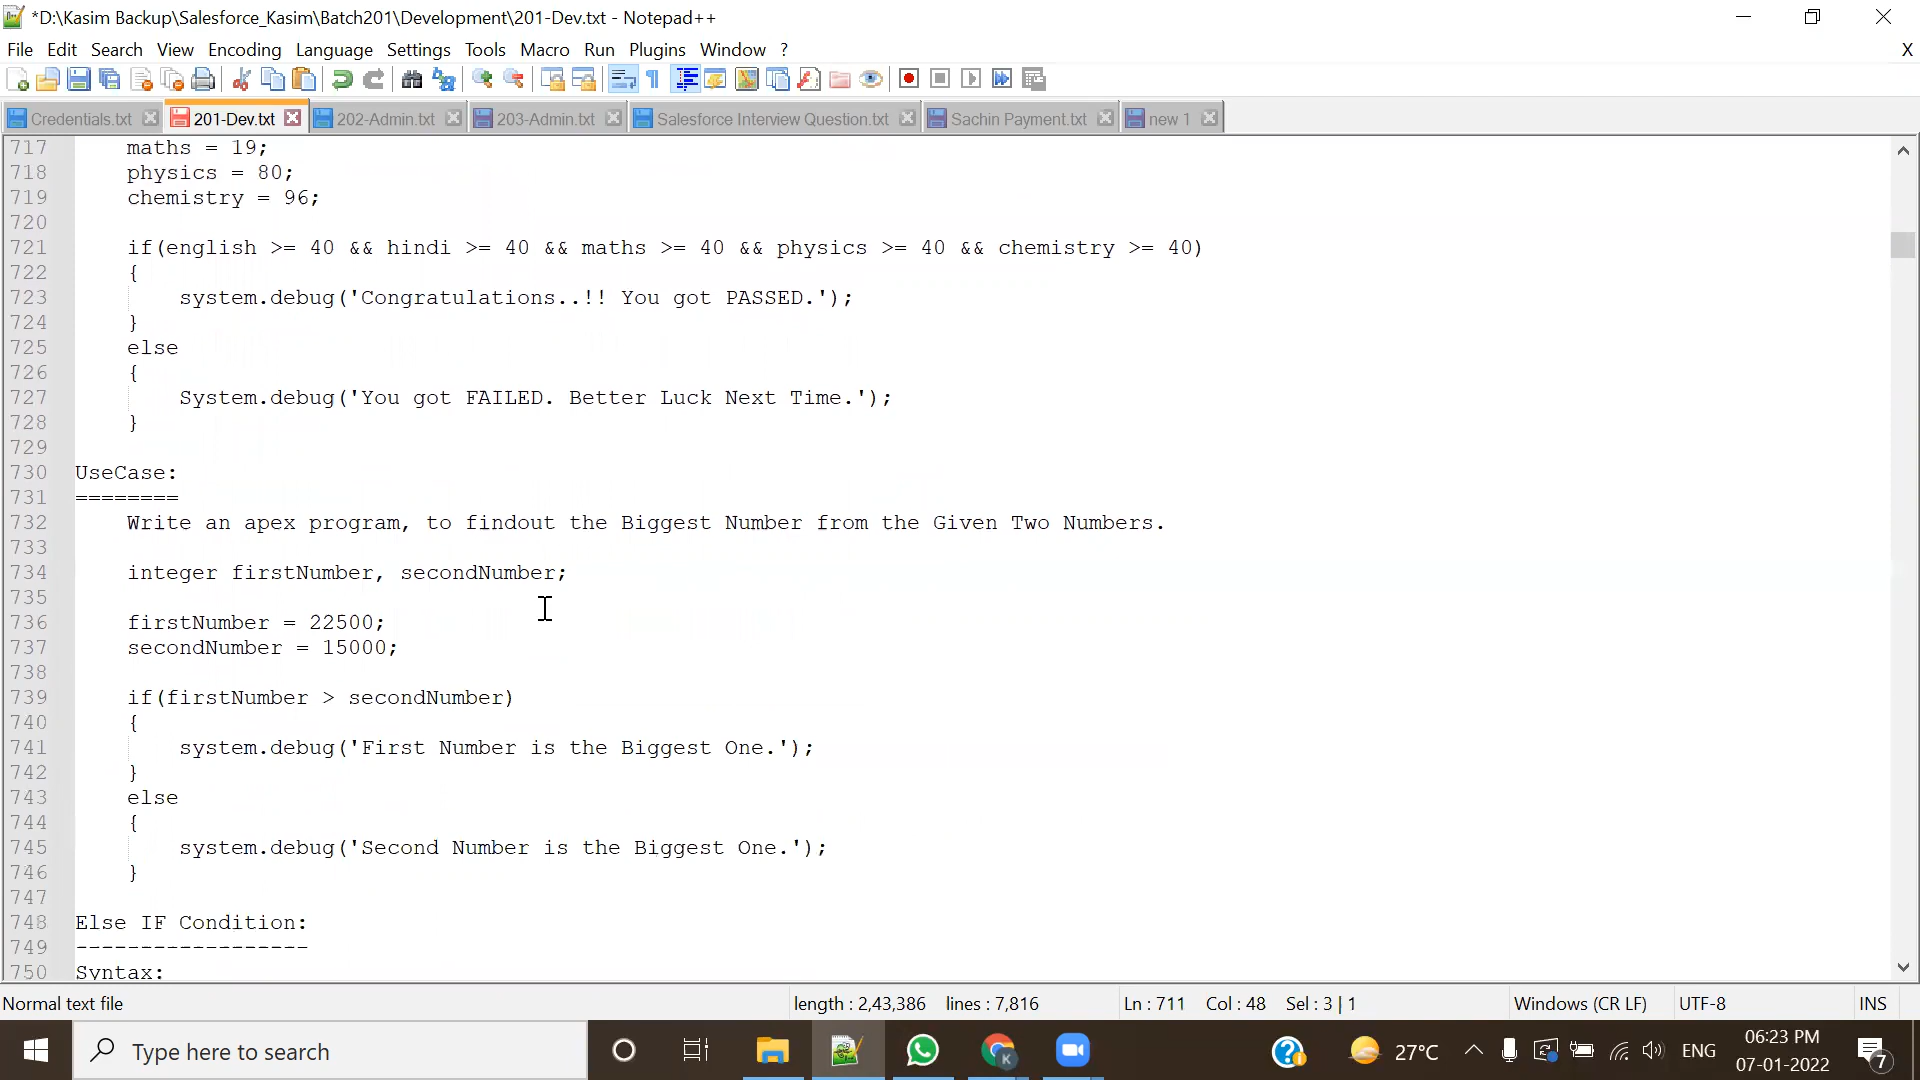 *D:\Kasim Backup\Salesforce_Kasim\Batch201\Development\201-Dev.txt - Notepad++
File Edit Search View Encoding Language Settings Tools Macro Run Plugins Window ? X
Credentials.txt 201-Dev.txt 202-Admin.txt 203-Admin.txt Salesforce Interview Question.txt Sachin Payment.txt new 1
717 maths = 19;
718 physics = 80;
719 chemistry = 96;
720
721 if(english >= 40 && hindi >= 40 && maths >= 40 && physics >= 40 && chemistry >= 40)
722 {
723 system.debug('Congratulations..!! You got PASSED.');
724 }
725 else
726 {
727 System.debug('You got FAILED. Better Luck Next Time.');
728 }
729
730 UseCase:
731 ========
732 Write an apex program, to findout the Biggest Number from the Given Two Numbers.
733
734 integer firstNumber, secondNumber;
735
736 firstNumber = 22500;
737 secondNumber = 15000;
738
739 if(firstNumber > secondNumber)
740 {
741 system.debug('First Number is the Biggest One.');
742 }
743 else
744 {
745 system.debug('Second Number is the Biggest One.');
746 }
747
748 Else IF Condition:
749 ------------------
750 Syntax:
Normal text file length : 2,43,386 lines : 7,816 Ln : 711 Col : 48 Sel : 3 | 1 Windows (CR LF) UTF-8 INS
Type here to search K 27°C ENG 06:23 PM 7
07-01-2022